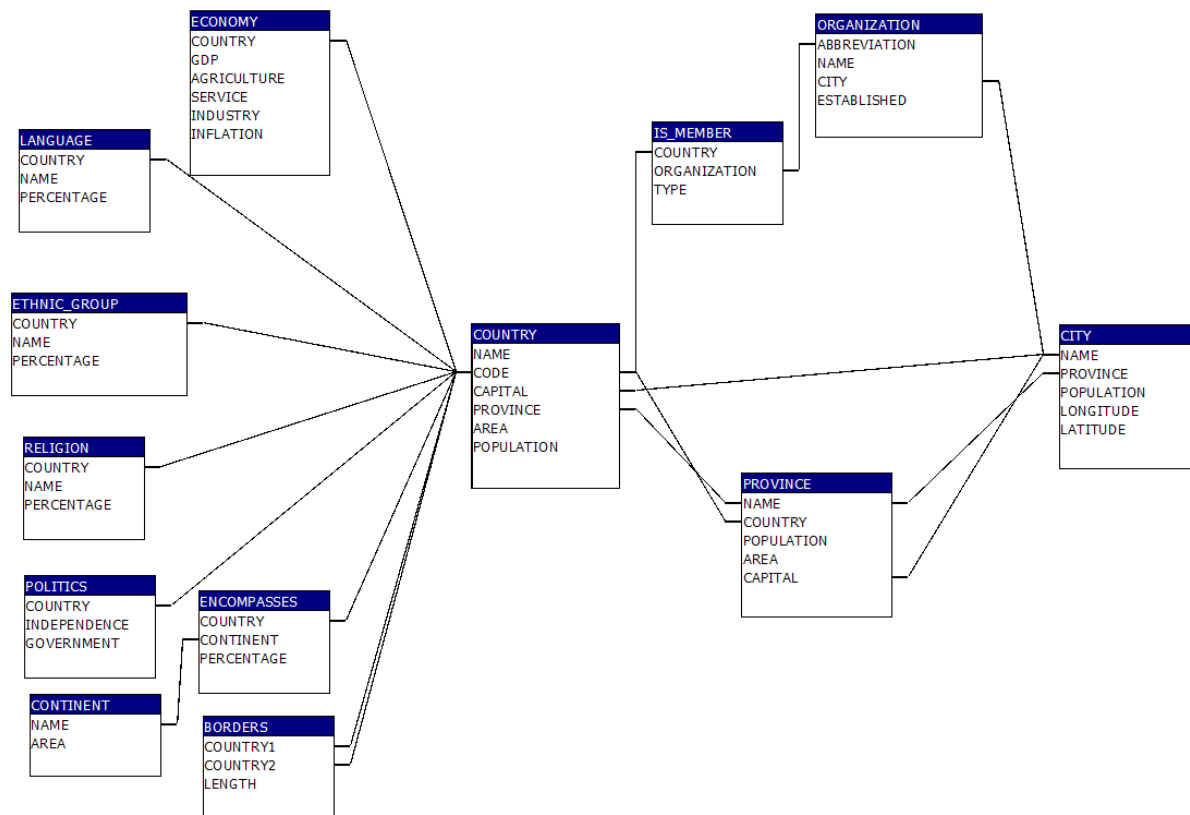 ECONOMY
COUNTRY
GDP
AGRICULTURE
SERVICE
INDUSTRY
INFLATION
ORGANIZATION
ABBREVIATION
NAME
CITY
ESTABLISHED
LANGUAGE
COUNTRY
NAME
PERCENTAGE
IS_MEMBER
COUNTRY
ORGANIZATION
TYPE
ETHNIC_GROUP
COUNTRY
NAME
PERCENTAGE
COUNTRY
NAME
CODE
CAPITAL
PROVINCE
AREA
POPULATION
CITY
NAME
PROVINCE
POPULATION
LONGITUDE
LATITUDE
RELIGION
COUNTRY
NAME
PERCENTAGE
PROVINCE
NAME
COUNTRY
POPULATION
AREA
CAPITAL
POLITICS
COUNTRY
INDEPENDENCE
GOVERNMENT
ENCOMPASSES
COUNTRY
CONTINENT
PERCENTAGE
CONTINENT
NAME
AREA
BORDERS
COUNTRY1
COUNTRY2
LENGTH